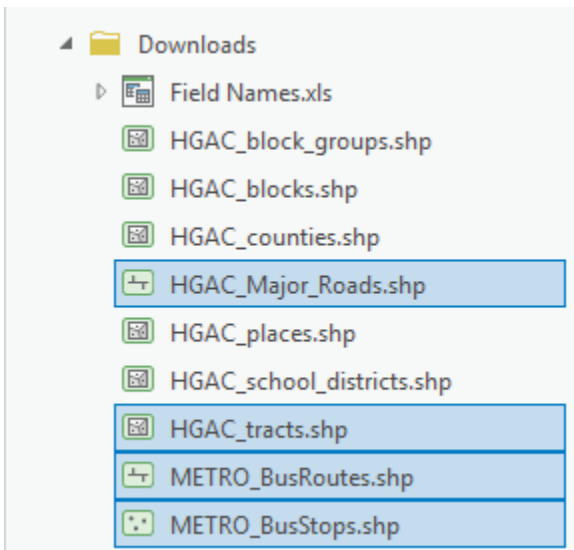 Downloads
Field Names.xls
HGAC_block_groups.shp
HGAC_blocks.shp
HGAC_counties.shp
HGAC_Major_Roads.shp
HGAC_places.shp
HGAC_school_districts.shp
HGAC_tracts.shp
METRO_BusRoutes.shp
METRO_BusStops.shp